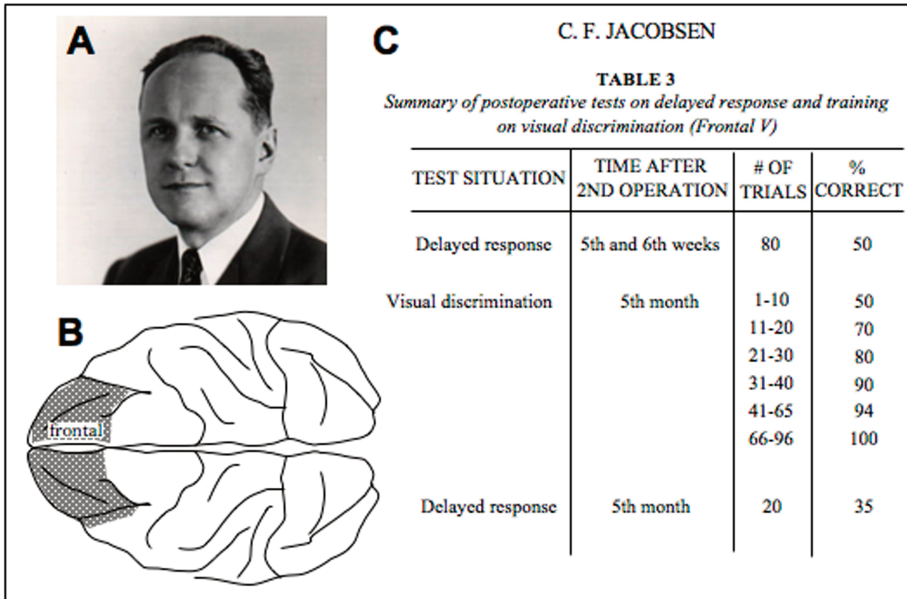 A
B
frontal
C
C. F. JACOBSEN
TABLE 3
Summary of postoperative tests on delayed response and training
on visual discrimination (Frontal V)
TEST SITUATION TIME AFTER 2ND OPERATION # OF TRIALS % CORRECT
Delayed response 5th and 6th weeks 80 50
Visual discrimination 5th month 1-10 50
11-20 70
21-30 80
31-40 90
41-65 94
66-96 100
Delayed response 5th month 20 35